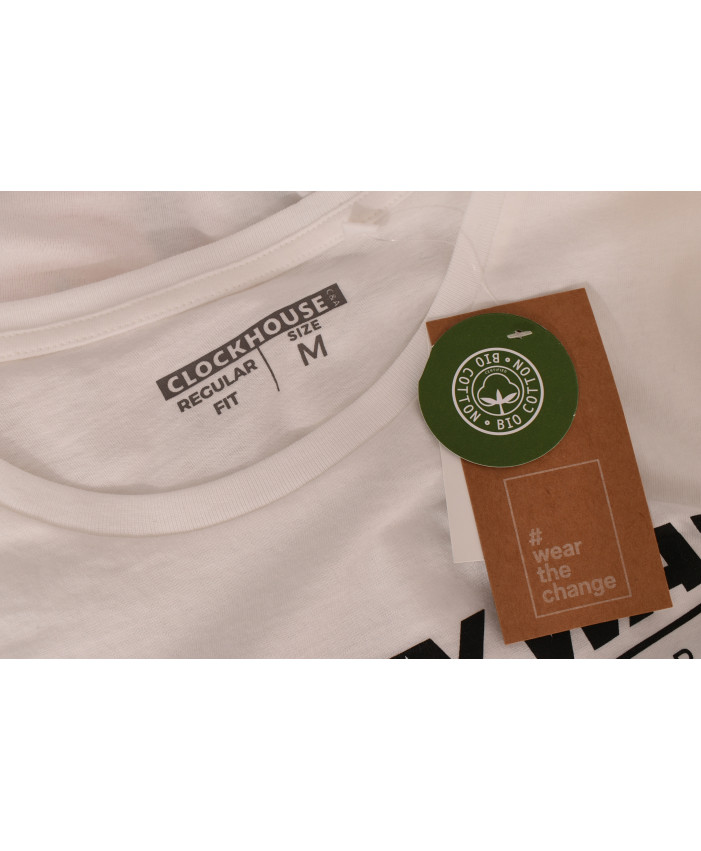 CLOCKHOUSE
C&A
REGULAR
FIT
SIZE
M
BIO COTTON • BIO COTTON •
#
wear
the
change